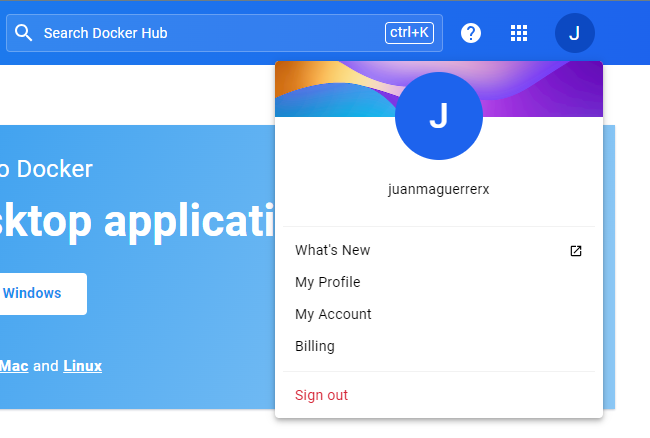 Search Docker Hub
ctrl+K
J
J
juanmaguerrerx
What's New
My Profile
My Account
Billing
Sign out
o Docker
sktop applicati
Windows
Mac and Linux